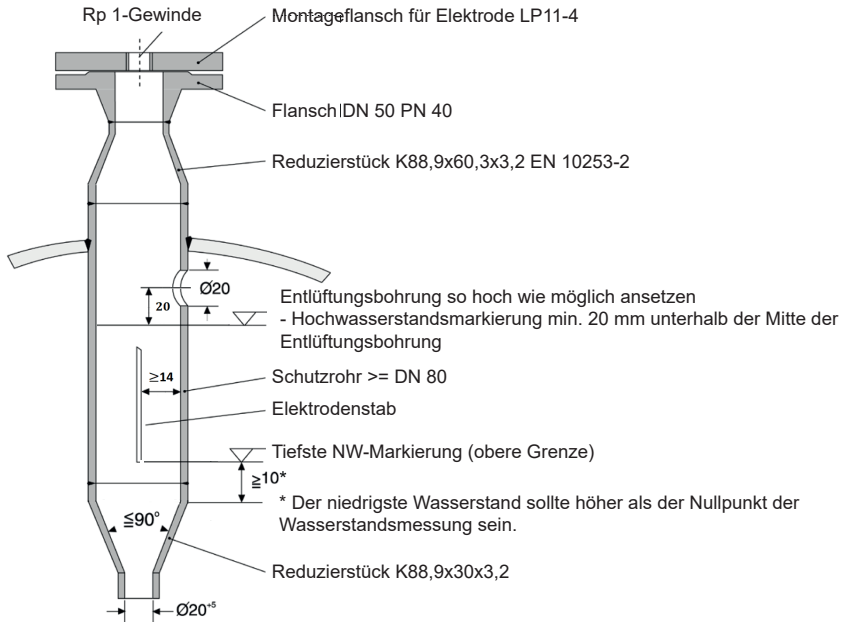 Rp 1-Gewinde
Montageflansch für Elektrode LP11-4
Flansch DN 50 PN 40
Reduzierstück K88,9x60,3x3,2 EN 10253-2
Ø20
20
Entlüftungsbohrung so hoch wie möglich ansetzen
- Hochwasserstandsmarkierung min. 20 mm unterhalb der Mitte der
Entlüftungsbohrung
≥14
Schutzrohr >= DN 80
Elektrodenstab
Tiefste NW-Markierung (obere Grenze)
≧10*
* Der niedrigste Wasserstand sollte höher als der Nullpunkt der
Wasserstandsmessung sein.
≦90°
Reduzierstück K88,9x30x3,2
Ø20⁺⁵